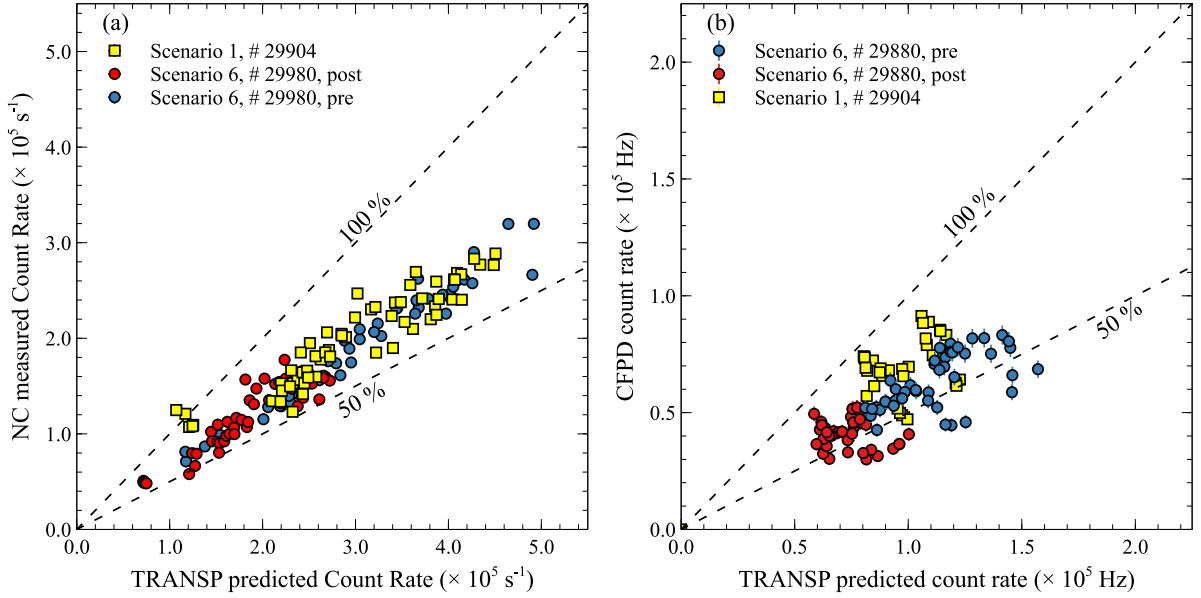 (a)
Scenario 1, # 29904
Scenario 6, # 29980, post
Scenario 6, # 29980, pre
100 %
50 %
NC measured Count Rate (× 10⁵ s⁻¹)
5.0
4.0
3.0
2.0
1.0
0.0
0.0 1.0 2.0 3.0 4.0 5.0
TRANSP predicted Count Rate (× 10⁵ s⁻¹)
(b)
Scenario 6, # 29880, pre
Scenario 6, # 29880, post
Scenario 1, # 29904
100 %
50 %
CFPD count rate (× 10⁵ Hz)
2.0
1.5
1.0
0.5
0.0
0.0 0.5 1.0 1.5 2.0
TRANSP predicted count rate (× 10⁵ Hz)